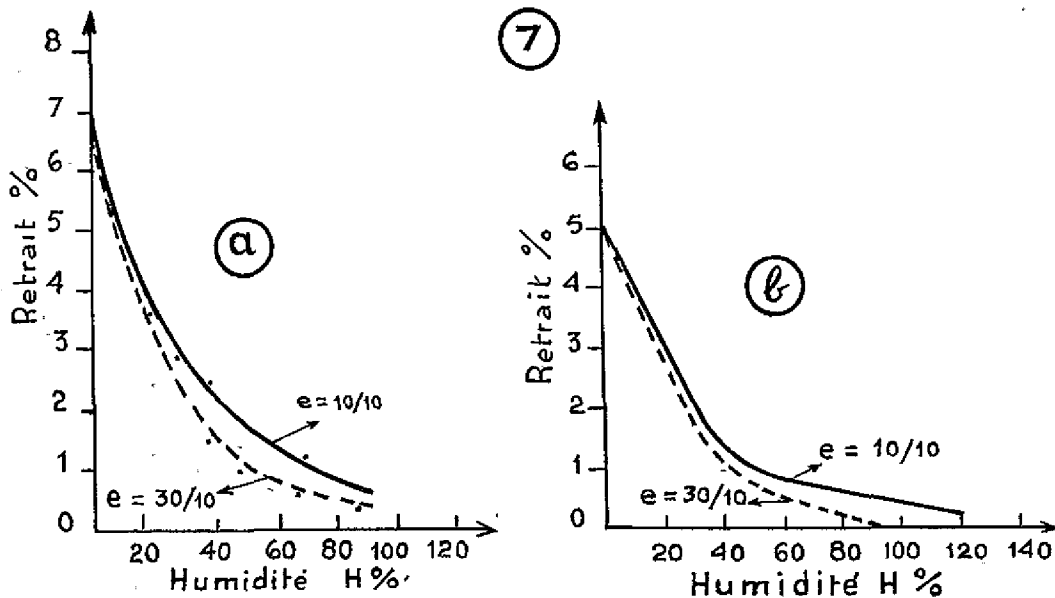 7
8
7
6
5
4
3
2
1
0
Retrait %
a
e = 10/10
e = 30/10
20 40 60 80 100 120
Humidité H%
6
5
4
3
2
1
0
Retrait %
b
e = 10/10
e = 30/10
20 40 60 80 100 120 140
Humidité H%